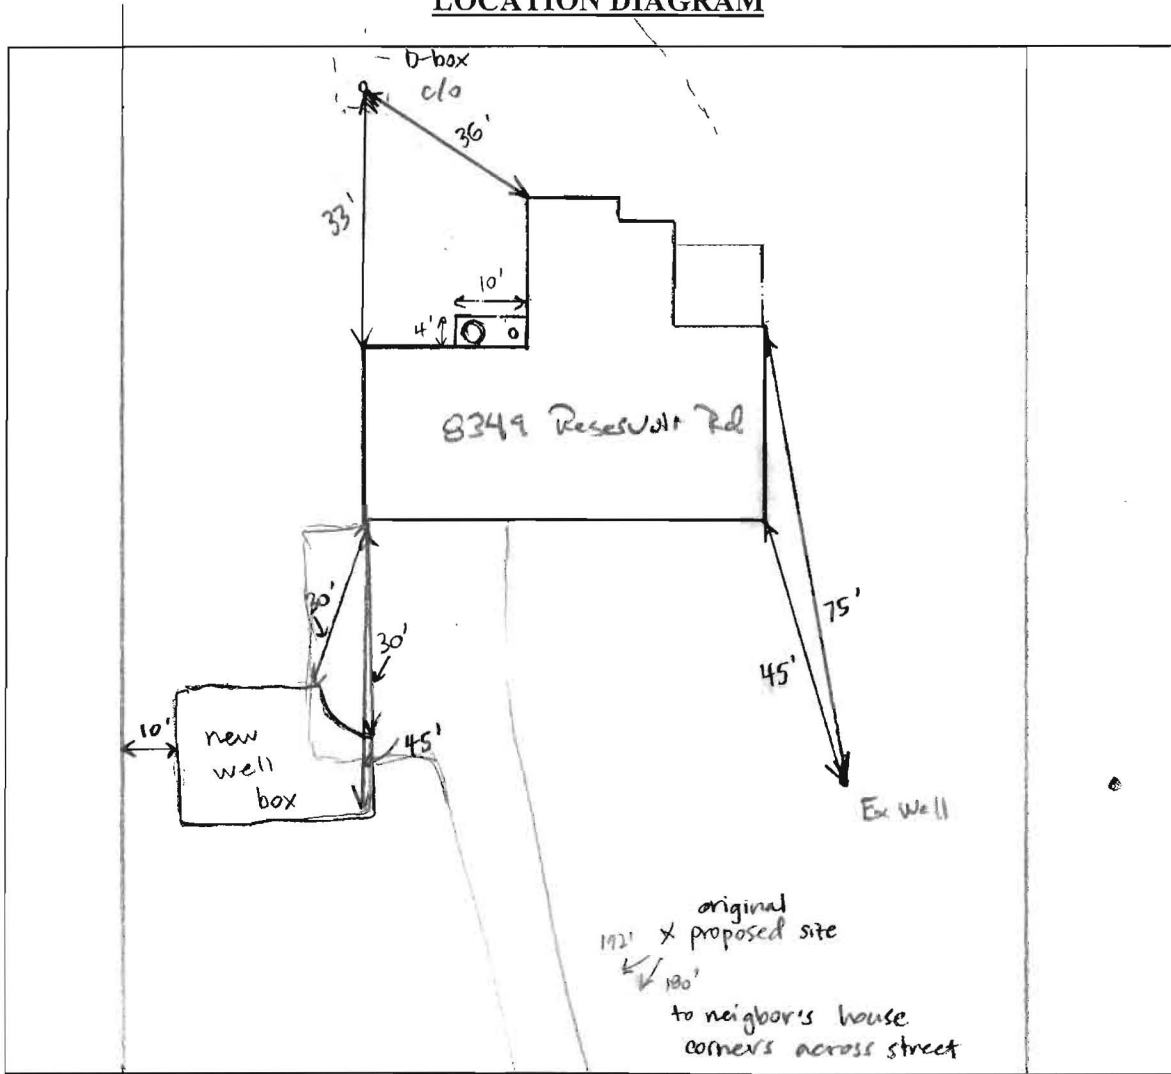 LOCATION DIAGRAM
D-box
c/o
36'
33'
10'
4'
8349 Reservoir Rd
30'
30'
75'
45'
10'
45'
new
well
box
Ex Well
original
X proposed site
192'
180'
to neigbor's house
corners across street